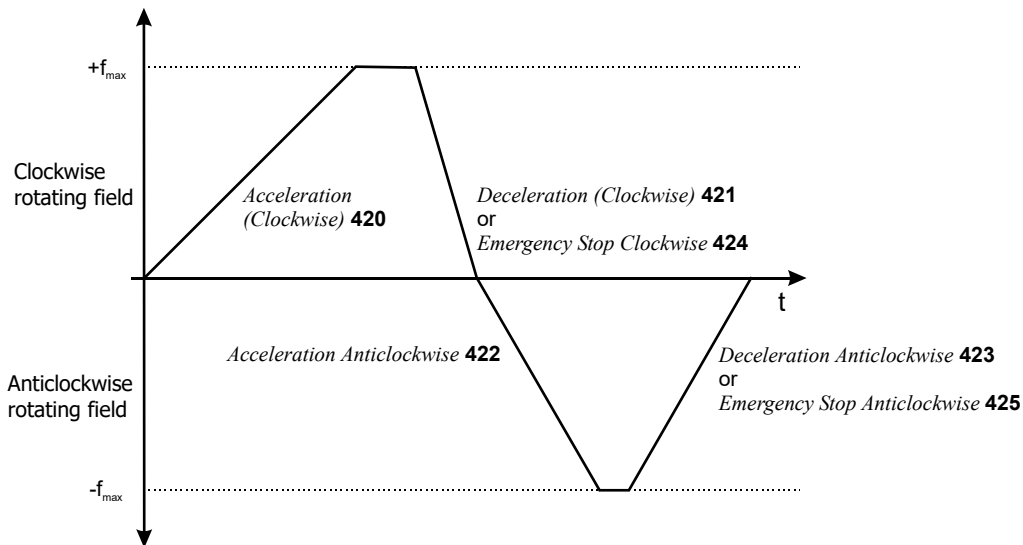 +fmax
Clockwise
rotating field
Acceleration
(Clockwise) 420
Deceleration (Clockwise) 421
or
Emergency Stop Clockwise 424
t
Acceleration Anticlockwise 422
Deceleration Anticlockwise 423
or
Emergency Stop Anticlockwise 425
Anticlockwise
rotating field
-fmax